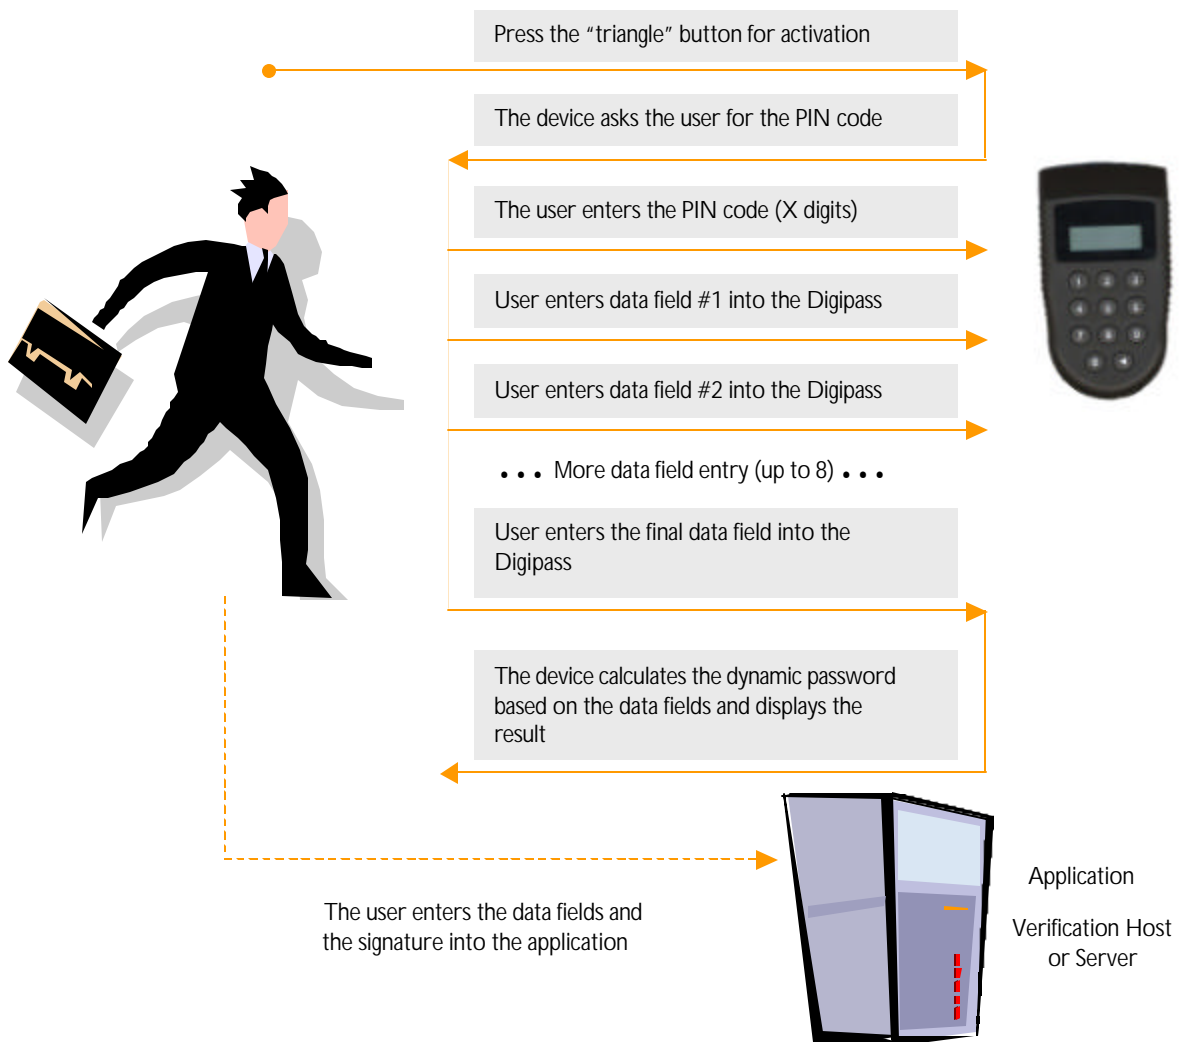 Press the “triangle” button for activation
The device asks the user for the PIN code
The user enters the PIN code (X digits)
User enters data field #1 into the Digipass
User enters data field #2 into the Digipass
• • • More data field entry (up to 8) • • •
User enters the final data field into the
Digipass
The device calculates the dynamic password
based on the data fields and displays the
result
The user enters the data fields and
the signature into the application
Application
Verification Host
or Server